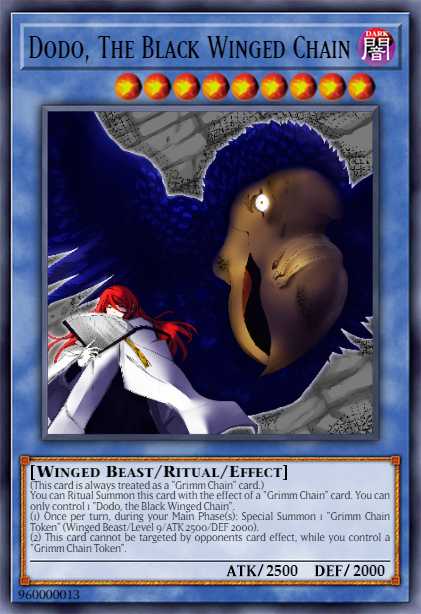 Dodo, The Black Winged Chain
DARK
闇
[Winged Beast/Ritual/Effect]
(This card is always treated as a "Grimm Chain" card.)
You can Ritual Summon this card with the effect of a "Grimm Chain" card. You can
only control 1 "Dodo, the Black Winged Chain".
(1) Once per turn, during your Main Phase(s): Special Summon 1 "Grimm Chain
Token" (Winged Beast/Level 9/ATK 2500/DEF 2000).
(2) This card cannot be targeted by opponents card effect, while you control a
"Grimm Chain Token".
ATK/2500 DEF/2000
960000013